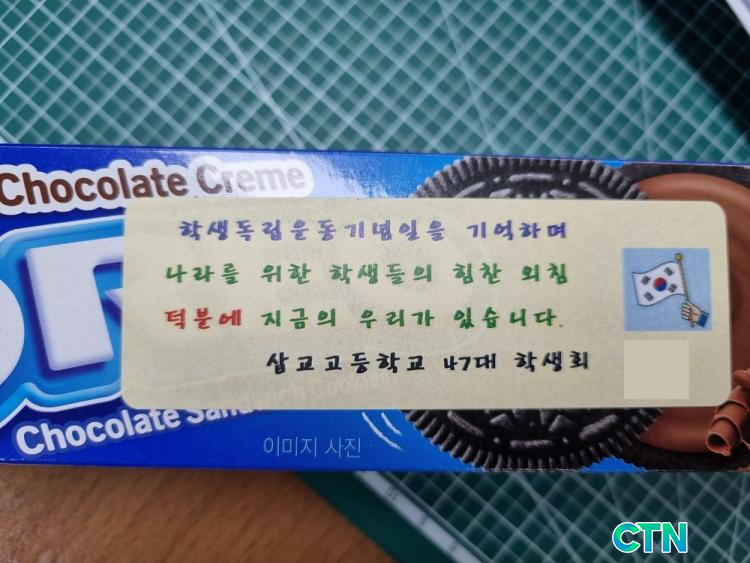 Chocolate Creme
학생독립운동기념일을 기억하며
나라를 위한 학생들의 힘찬 외침
덕분에 지금의 우리가 있습니다.
삽교고등학교 47대 학생회
Chocolate
이미지 사진
CTN